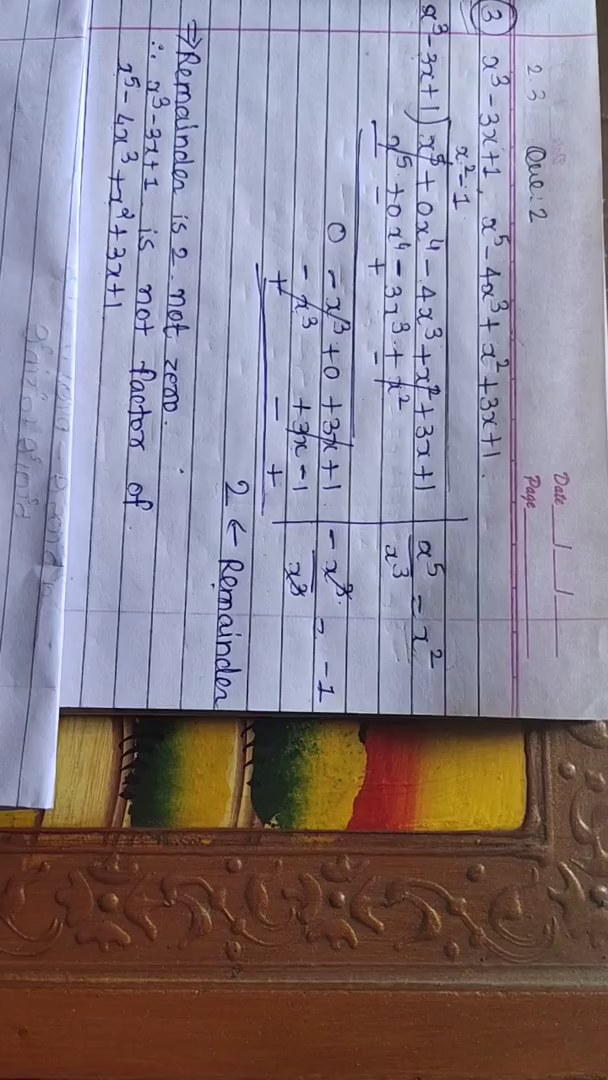 Date __/__/__
Page
2.3 Que:2
③ x³ - 3x+1, x⁵ - 4x³ + x² + 3x + 1.
x² - 1
x³ - 3x + 1) x⁵ + 0x⁴ - 4x³ + x² + 3x + 1
x⁵/x³ = x²
x⁵ + 0x⁴ - 3x³ + x²
- - + -
0 - x³ + 0 + 3x + 1
-x³/x³ = -1
- x³ + 3x - 1
+ - +
2 ← Remainder
⇒ Remainder is 2 not zero.
∴ x³ - 3x + 1 is not factor of
x⁵ - 4x³ + x² + 3x + 1